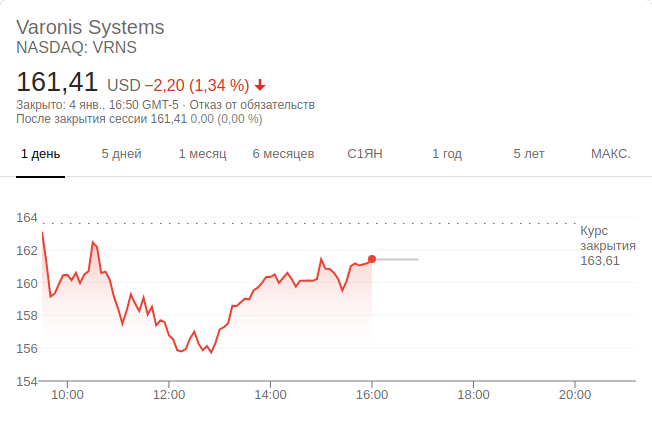 Varonis Systems
NASDAQ: VRNS
161,41 USD −2,20 (1,34 %)
Закрыто: 4 янв., 16:50 GMT-5 · Отказ от обязательств
После закрытия сессии 161,41 0,00 (0,00 %)
1 день 5 дней 1 месяц 6 месяцев С1ЯН 1 год 5 лет МАКС.
164
Курс
закрытия
163,61
162
160
158
156
154
10:00 12:00 14:00 16:00 18:00 20:00